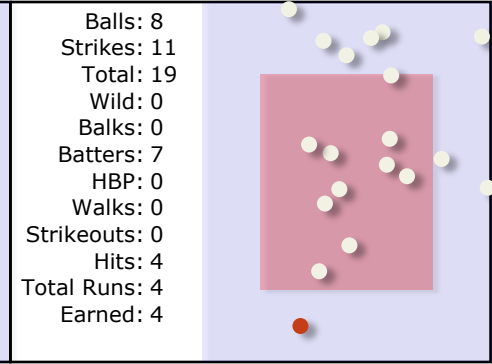 Balls: 8
Strikes: 11
Total: 19
Wild: 0
Balks: 0
Batters: 7
HBP: 0
Walks: 0
Strikeouts: 0
Hits: 4
Total Runs: 4
Earned: 4